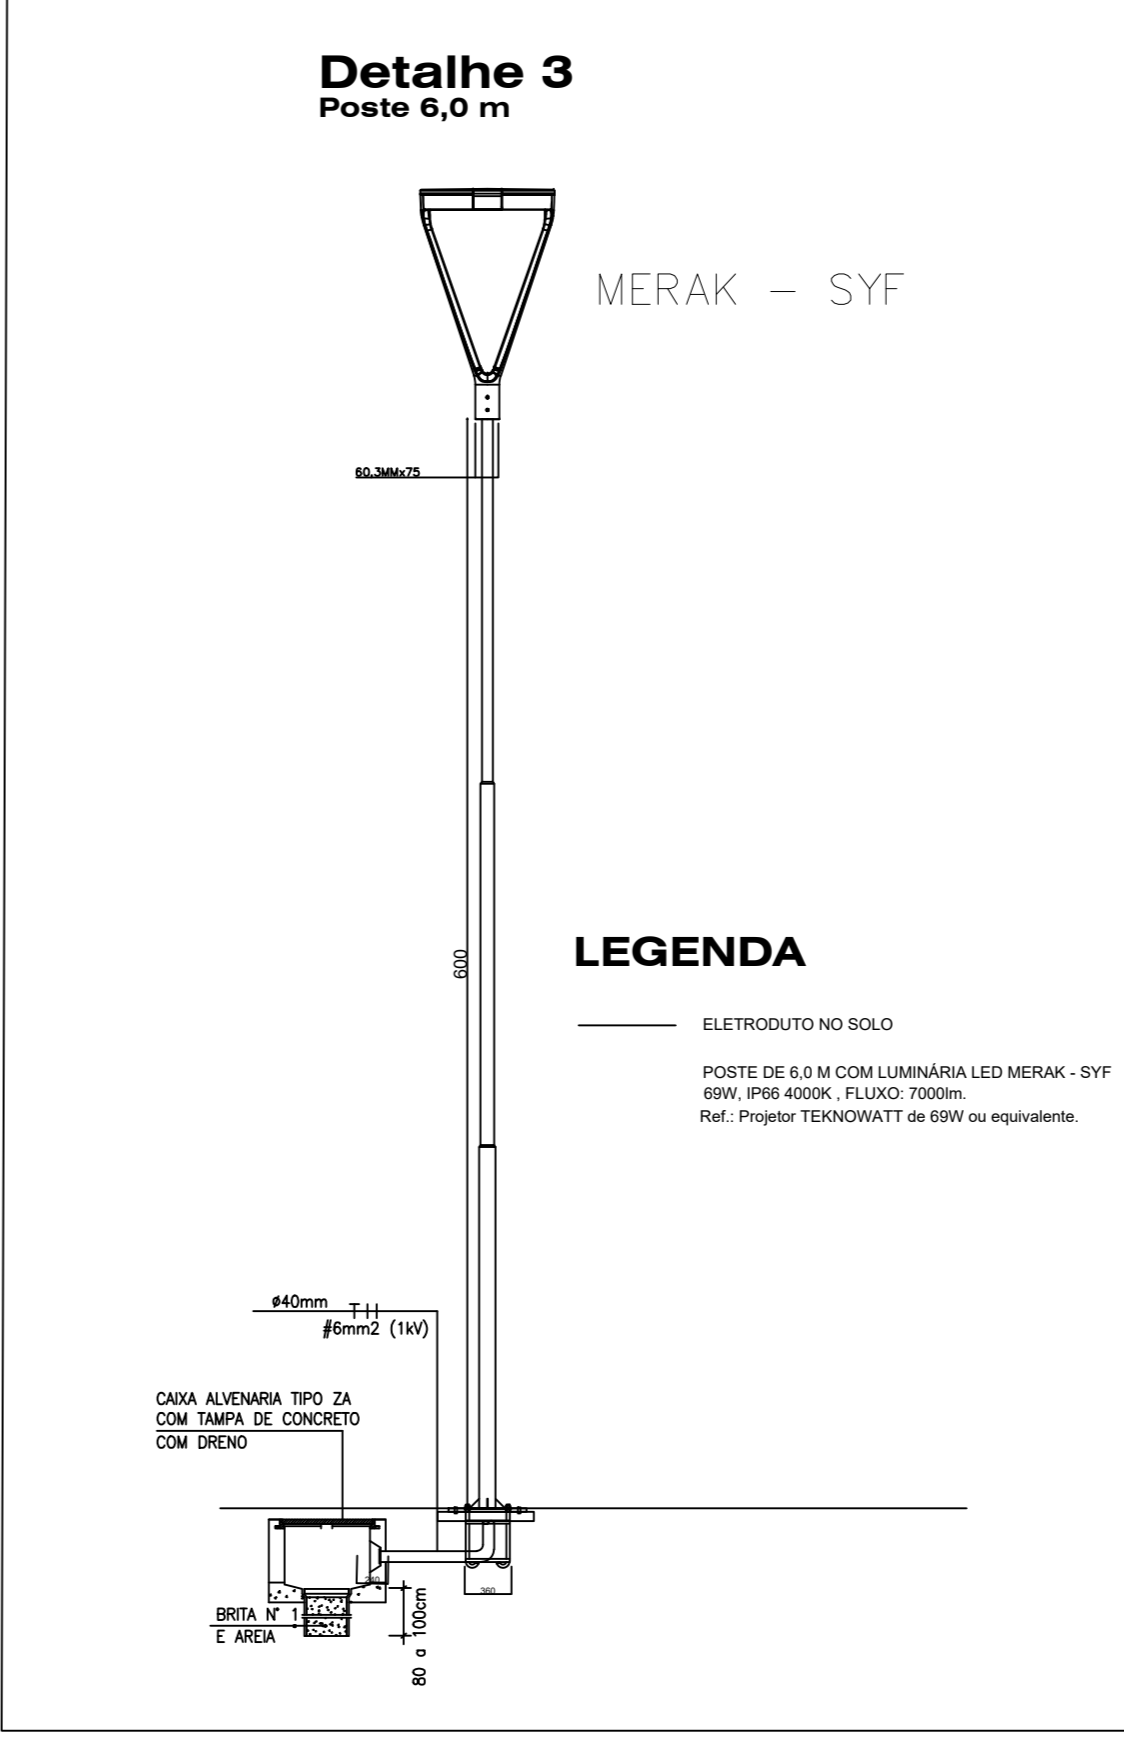 Detalhe 3
Poste 6,0 m
MERAK - SYF
60,3MMx75
600
LEGENDA
ELETRODUTO NO SOLO
POSTE DE 6,0 M COM LUMINÁRIA LED MERAK - SYF
69W, IP66 4000K , FLUXO: 7000lm.
Ref.: Projetor TEKNOWATT de 69W ou equivalente.
ø40mm
#6mm2 (1kV)
CAIXA ALVENARIA TIPO ZA
COM TAMPA DE CONCRETO
COM DRENO
240
360
80 a 100cm
BRITA N° 1
E AREIA